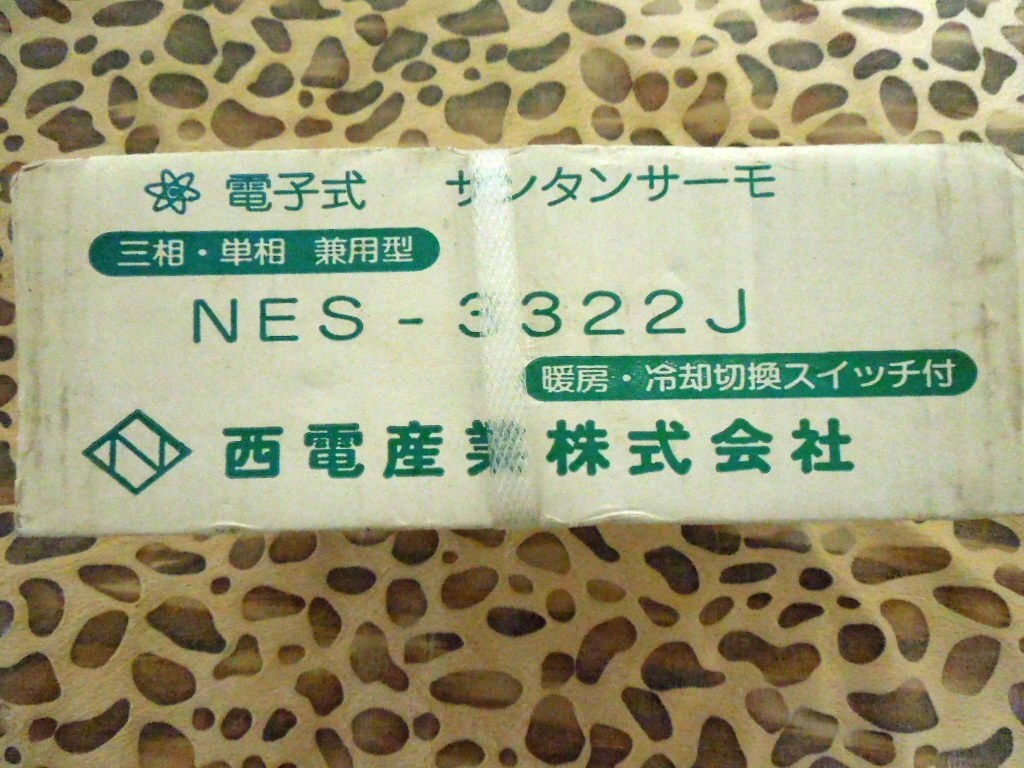 電子式 サンタンサーモ
三相・単相 兼用型
NES-3322J
暖房・冷却切換スイッチ付
西電産業株式会社